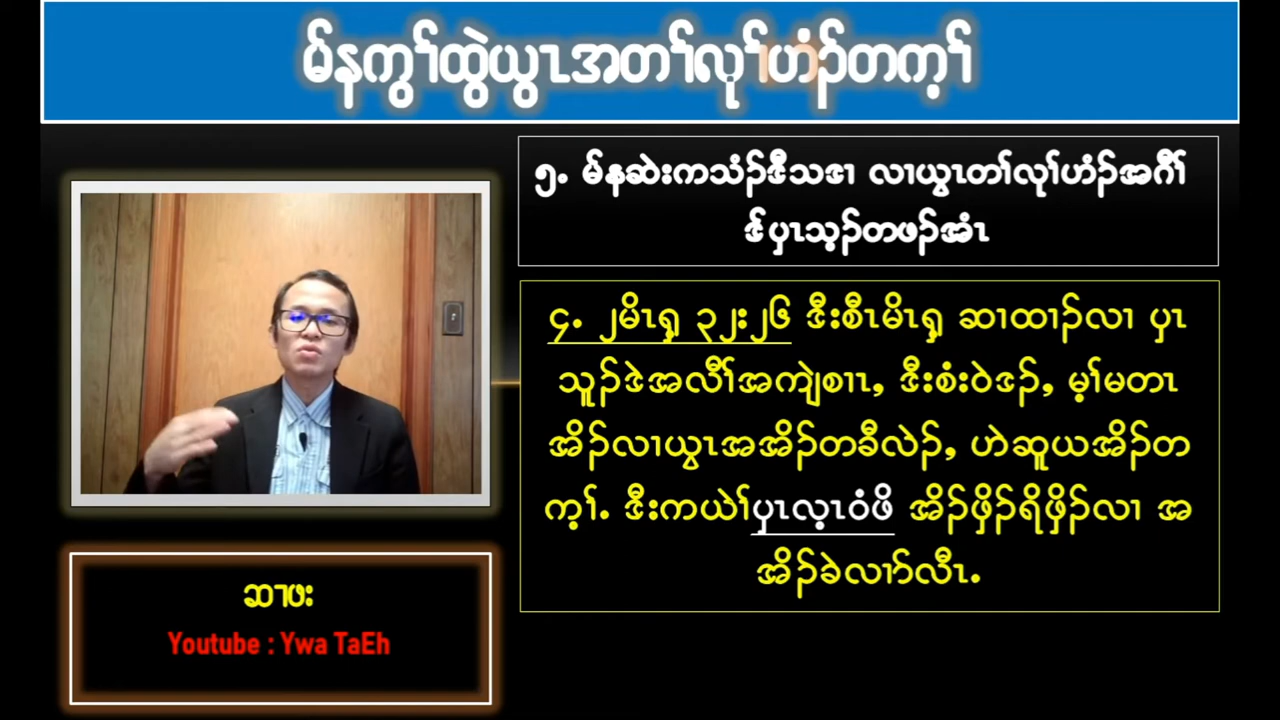 မ်နကွၢ်ထွဲယွၤအတၢ်လုၢ်ဟံၣ်တက့ၢ်
၅. မ်နဆဲးကသံၣ်ဒီသဒၢ လၢယွၤတၢ်လုၢ်ဟံၣ်အဂီၢ်
ဒ်ပှၤသ့ၣ်တဖၣ်အံၤ
၄. ၂မိၤရှ့ ၃၂း၂၆ ဒီးစီၤမိၤရှ့ ဆၢထၢၣ်လၢ ပှၤ
သူၣ်ဒဲအလီၢ်အကျဲစၢၤ, ဒီးစံးဝဲဒၣ်, မ့ၢ်မတၤ
အိၣ်လၢယွၤအအိၣ်တခီလဲၣ်, ဟဲဆူယအိၣ်တ
က့ၢ်. ဒီးကယဲၢ်ပှၤလ့ၤဝံဖိ အိၣ်ဖှိၣ်ရိဖှိၣ်လၢ အ
အိၣ်ခဲလၢာ်လီၤ.
ဆၢဖး
Youtube : Ywa TaEh